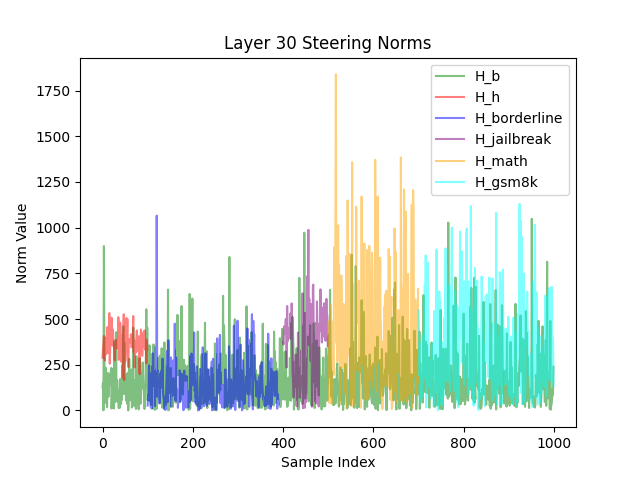 Layer 30 Steering Norms
Norm Value
1750
1500
1250
1000
750
500
250
0
H_b
H_h
H_borderline
H_jailbreak
H_math
H_gsm8k
0
200
400
600
800
1000
Sample Index